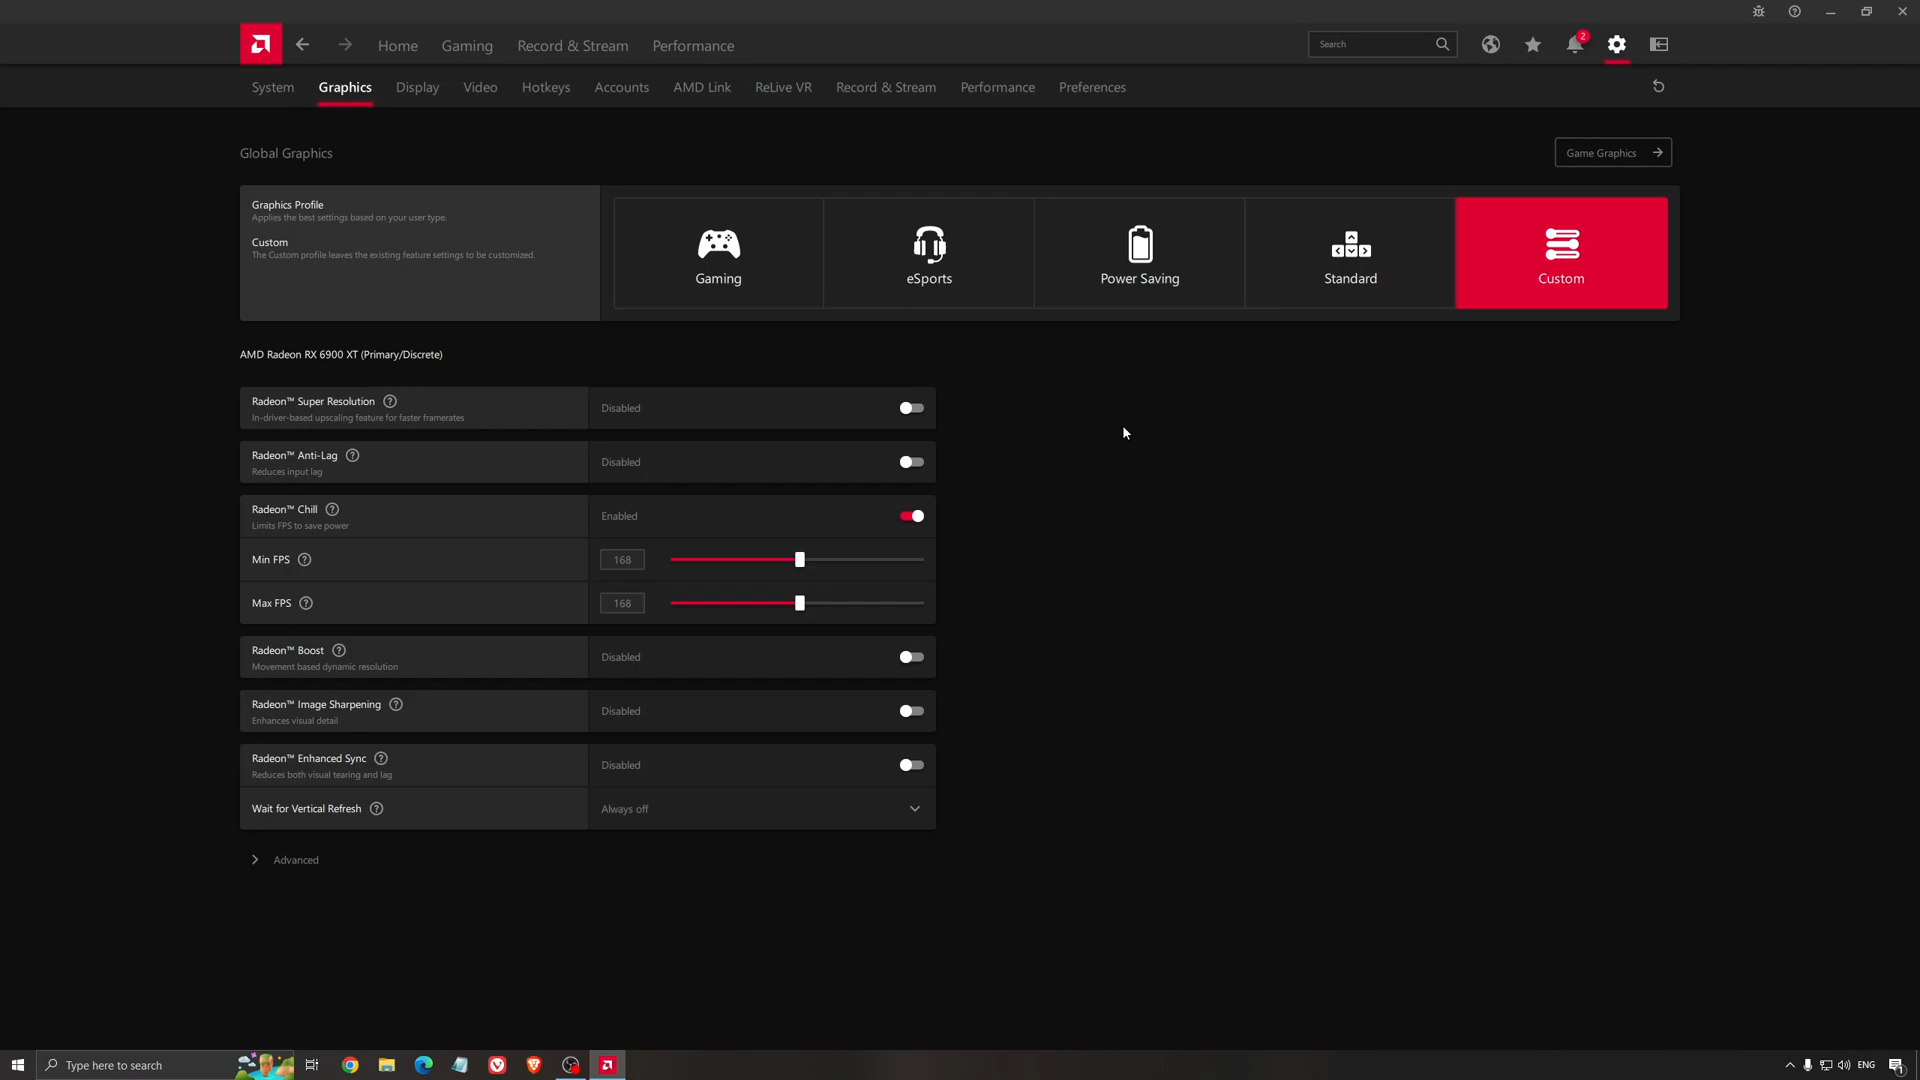 Home
Gaming
Record & Stream
Performance
Search
2
System
Graphics
Display
Video
Hotkeys
Accounts
AMD Link
ReLive VR
Record & Stream
Performance
Preferences
Global Graphics
Game Graphics
Graphics Profile
Applies the best settings based on your user type.
Custom
The Custom profile leaves the existing feature settings to be customized.
Gaming
eSports
Power Saving
Standard
Custom
AMD Radeon RX 6900 XT (Primary/Discrete)
Radeon™ Super Resolution
In-driver-based upscaling feature for faster framerates
Disabled
Radeon™ Anti-Lag
Reduces input lag
Disabled
Radeon™ Chill
Limits FPS to save power
Enabled
Min FPS
168
Max FPS
168
Radeon™ Boost
Movement based dynamic resolution
Disabled
Radeon™ Image Sharpening
Enhances visual detail
Disabled
Radeon™ Enhanced Sync
Reduces both visual tearing and lag
Disabled
Wait for Vertical Refresh
Always off
Advanced
Type here to search
ENG
1